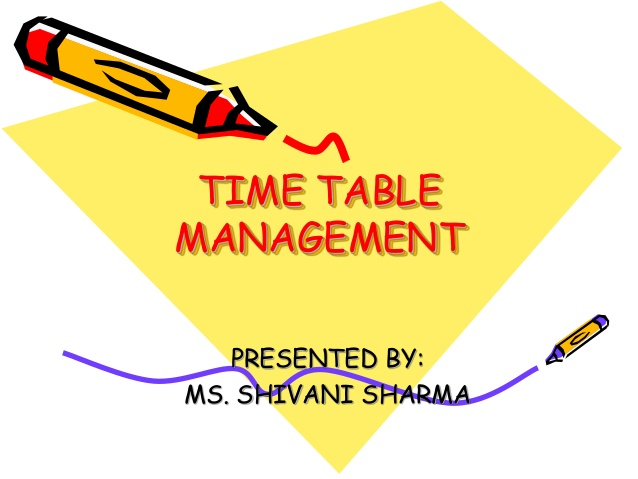 TIME TABLE
MANAGEMENT
PRESENTED BY:
MS. SHIVANI SHARMA